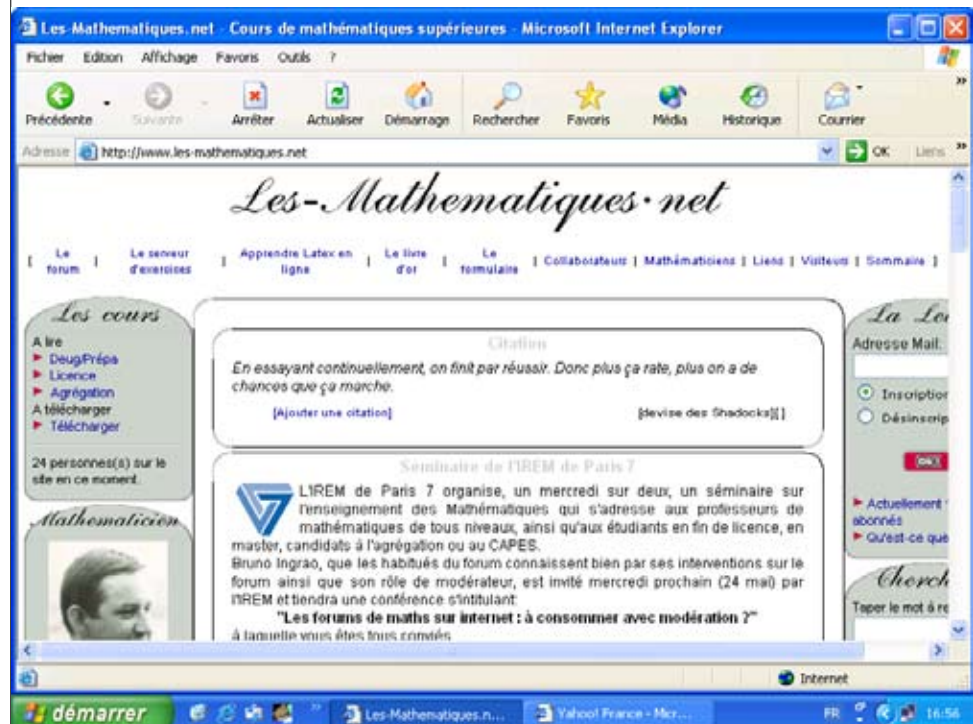 Les-Mathematiques.net - Cours de mathématiques supérieures - Microsoft Internet Explorer
Fichier Edition Affichage Favoris Outils ?
Précédente Suivante Arrêter Actualiser Démarrage Rechercher Favoris Média Historique Courrier
Adresse http://www.les-mathematiques.net OK Liens
Les-Mathematiques.net
[ Le forum | Le serveur d'exercices | Apprendre Latex en ligne | Le livre d'or | Le formulaire | Collaborateurs | Mathématiciens | Liens | Visiteurs | Sommaire ]
Les cours
A lire
Deug/Prépa
Licence
Agrégation
A télécharger
Télécharger
24 personnes(s) sur le
site en ce moment.
Mathematicien
Citation
En essayant continuellement, on finit par réussir. Donc plus ça rate, plus on a de
chances que ça marche.
[Ajouter une citation] [devise des Shadocks][ ]
Séminaire de l'IREM de Paris 7
L'IREM de Paris 7 organise, un mercredi sur deux, un séminaire sur
l'enseignement des Mathématiques qui s'adresse aux professeurs de
mathématiques de tous niveaux, ainsi qu'aux étudiants en fin de licence, en
master, candidats à l'agrégation ou au CAPES.
Bruno Ingrao, que les habitués du forum connaissent bien par ses interventions sur le
forum ainsi que son rôle de modérateur, est invité mercredi prochain (24 mai) par
l'IREM et tiendra une conférence s'intitulant:
"Les forums de maths sur internet : à consommer avec modération ?"
à laquelle vous êtes tous conviés
La Le
Adresse Mail:
Inscription
Désinscrip
Actuellement
abonnés
Qu'est-ce que
Cherch
Taper le mot à re
Internet
démarrer Les-Mathematiques.n... Yahoo! France - Micr... FR 16:56